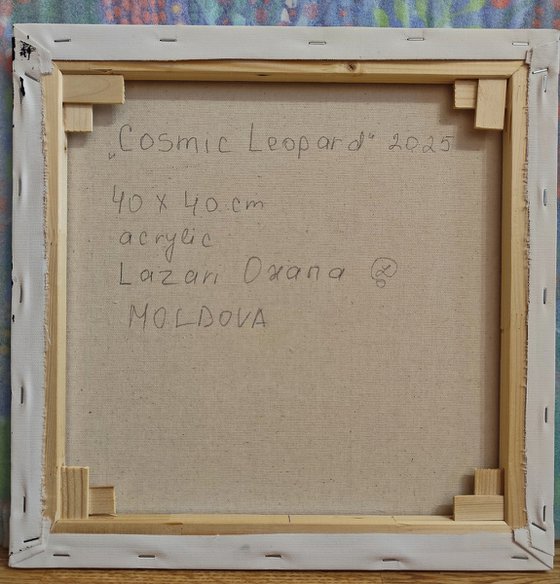 „Cosmic Leopard“ 2025
40 x 40 cm
acrylic
Lazari Oxana
MOLDOVA